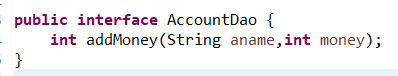 public interface AccountDao {
    int addMoney(String aname,int money);
}